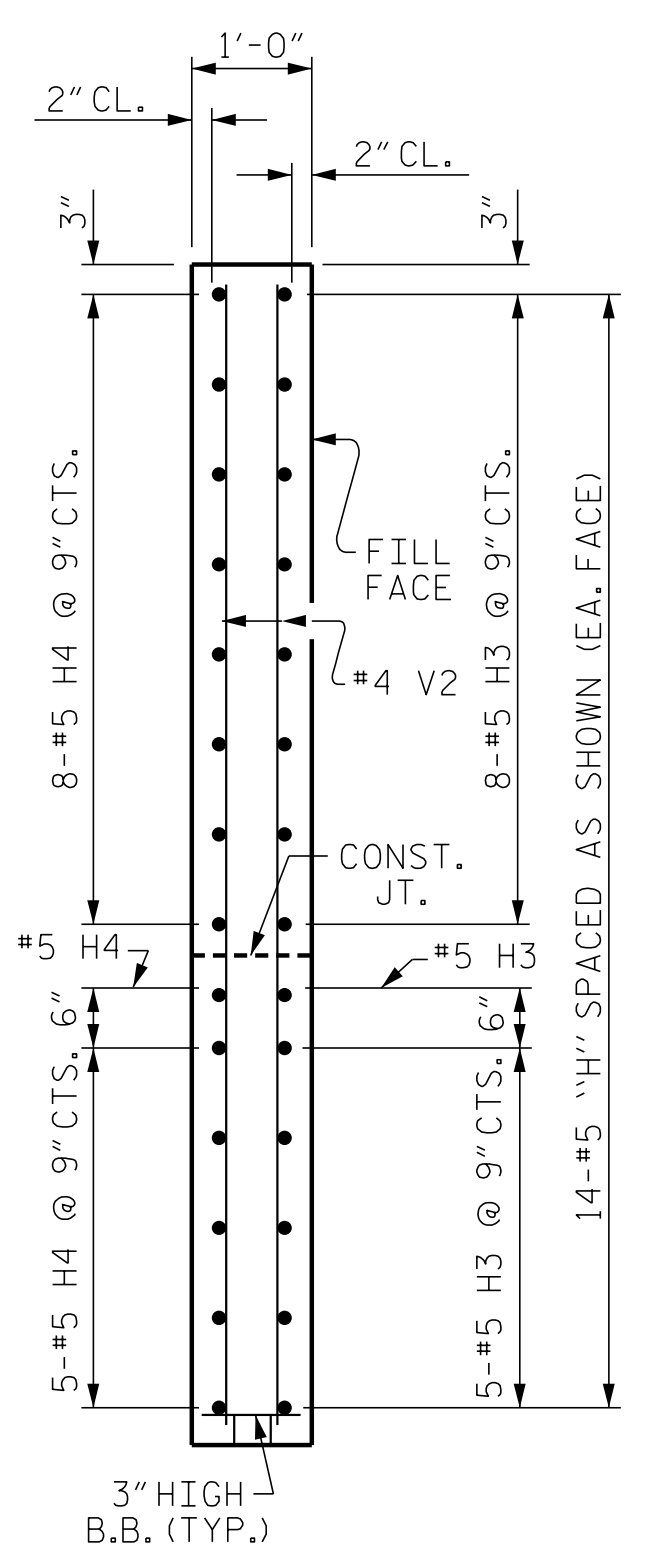 1′-0″
2″ CL.
2″ CL.
3″
3″
8-#5 H4 @ 9″ CTS.
8-#5 H3 @ 9″ CTS.
14-#5 ‶H″ SPACED AS SHOWN (EA. FACE)
FILL
FACE
#4 V2
CONST.
JT.
#5 H4
#5 H3
6″
6″
5-#5 H4 @ 9″ CTS.
5-#5 H3 @ 9″ CTS.
3″ HIGH
B.B. (TYP.)